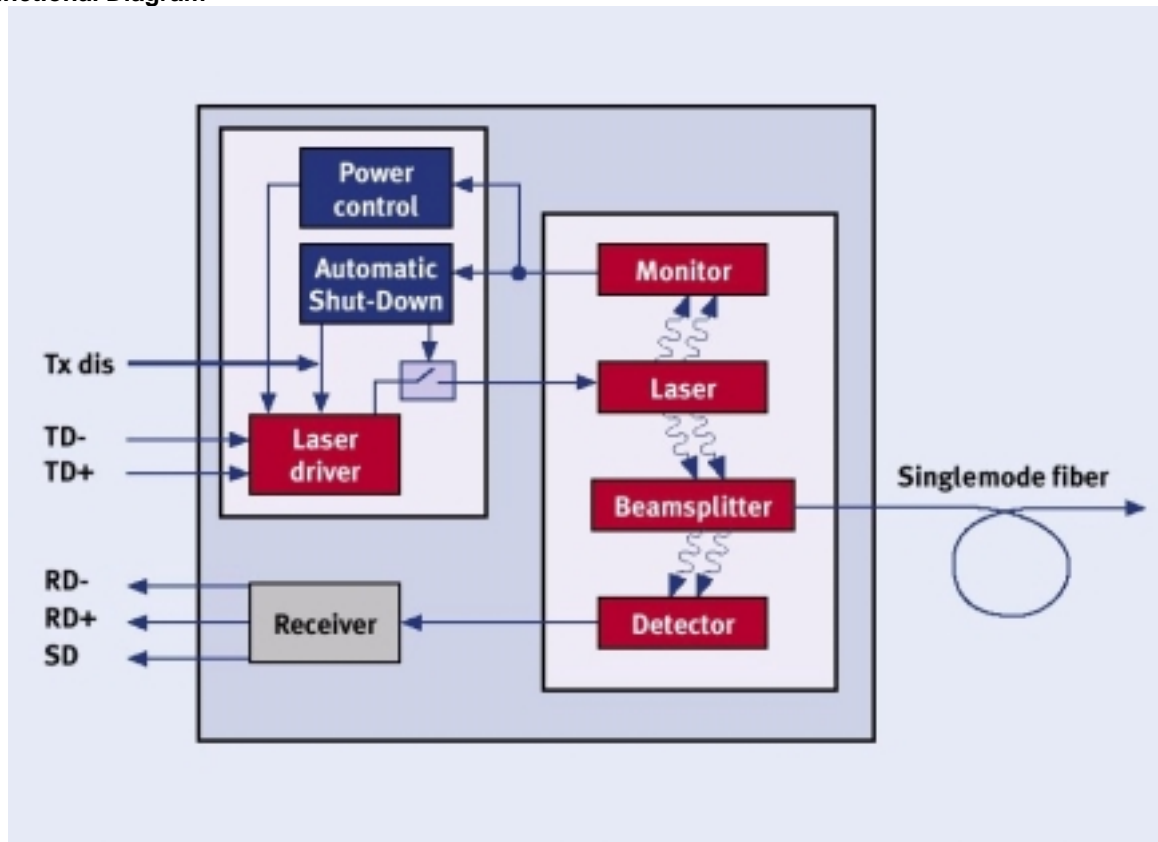 Power
control
Automatic
Shut-Down
Monitor
Tx dis
Laser
TD-
TD+
Laser
driver
Singlemode fiber
Beamsplitter
RD-
RD+
SD
Receiver
Detector